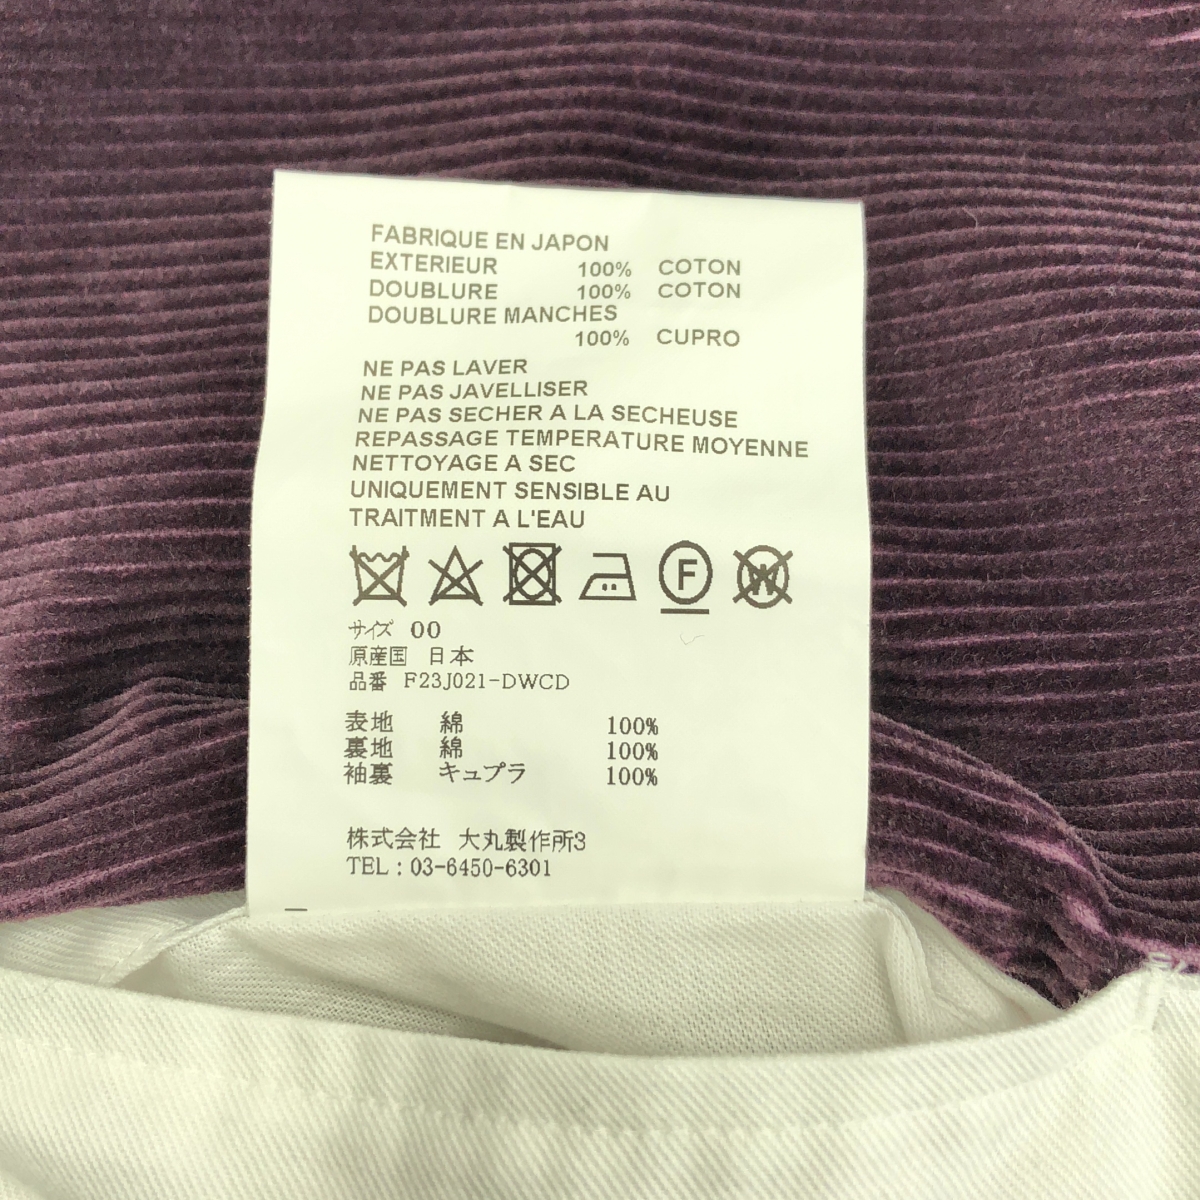 FABRIQUE EN JAPON
EXTERIEUR 100% COTON
DOUBLURE 100% COTON
DOUBLURE MANCHES
100% CUPRO
NE PAS LAVER
NE PAS JAVELLISER
NE PAS SECHER A LA SECHEUSE
REPASSAGE TEMPERATURE MOYENNE
NETTOYAGE A SEC
UNIQUEMENT SENSIBLE AU
TRAITMENT A L'EAU
F W
サイズ 00
原産国 日本
品番 F23J021-DWCD
表地 綿 100%
裏地 綿 100%
袖裏 キュプラ 100%
株式会社 大丸製作所3
TEL : 03-6450-6301